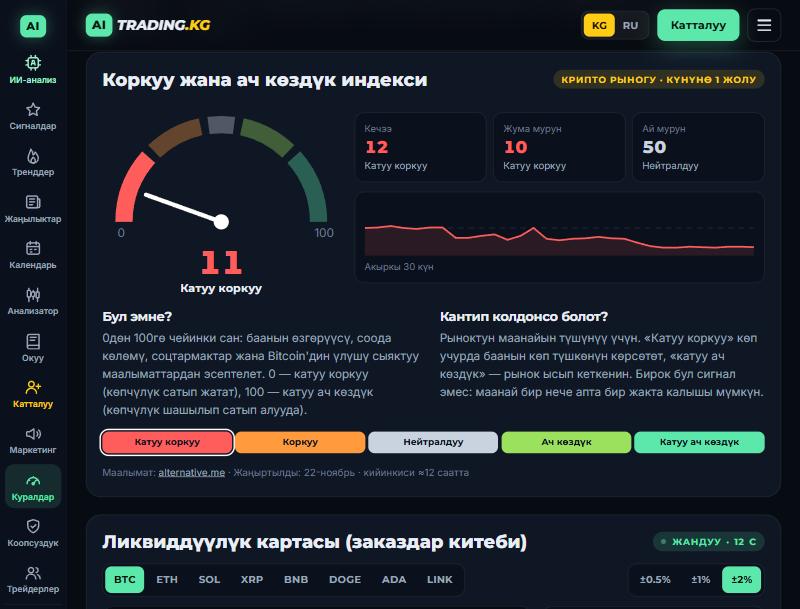 AI
AI TRADING.KG
KG RU
Катталуу
ИИ-анализ
Сигналдар
Тренддер
Жаңылыктар
Календарь
Анализатор
Окуу
Катталуу
Маркетинг
Куралдар
Коопсуздук
Трейдерлер
Коркуу жана ач көздүк индекси
КРИПТО РЫНОГУ · КҮНҮНӨ 1 ЖОЛУ
0
100
11
Катуу коркуу
Кечээ
12
Катуу коркуу
Жума мурун
10
Катуу коркуу
Ай мурун
50
Нейтралдуу
Акыркы 30 күн
Бул эмне?
0дөн 100гө чейинки сан: баанын өзгөрүүсү, соода
көлөмү, соцтармактар жана Bitcoin'дин үлүшү сыяктуу
маалыматтардан эсептелет. 0 — катуу коркуу
(көпчүлүк сатып жатат), 100 — катуу ач көздүк
(көпчүлүк шашылып сатып алууда).
Кантип колдонсо болот?
Рыноктун маанайын түшүнүү үчүн. «Катуу коркуу» көп
учурда баанын көп түшкөнүн көрсөтөт, «катуу ач
көздүк» — рынок ысып кеткенин. Бирок бул сигнал
эмес: маанай бир нече апта бир жакта калышы мүмкүн.
Катуу коркуу
Коркуу
Нейтралдуу
Ач көздүк
Катуу ач көздүк
Маалымат: alternative.me · Жаңыртылды: 22-ноябрь · кийинкиси ≈12 саатта
Ликвиддүүлүк картасы (заказдар китеби)
ЖАНДУУ · 12 С
BTC ETH SOL XRP BNB DOGE ADA LINK
±0.5% ±1% ±2%